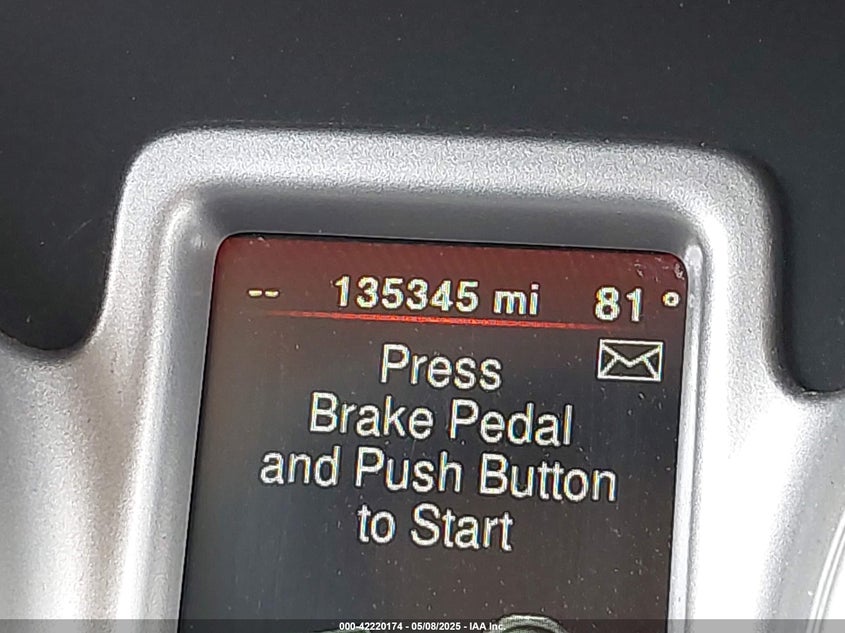 -- 135345 mi 81 °
Press
Brake Pedal
and Push Button
to Start
000-42220174 - 05/08/2025 - IAA Inc.